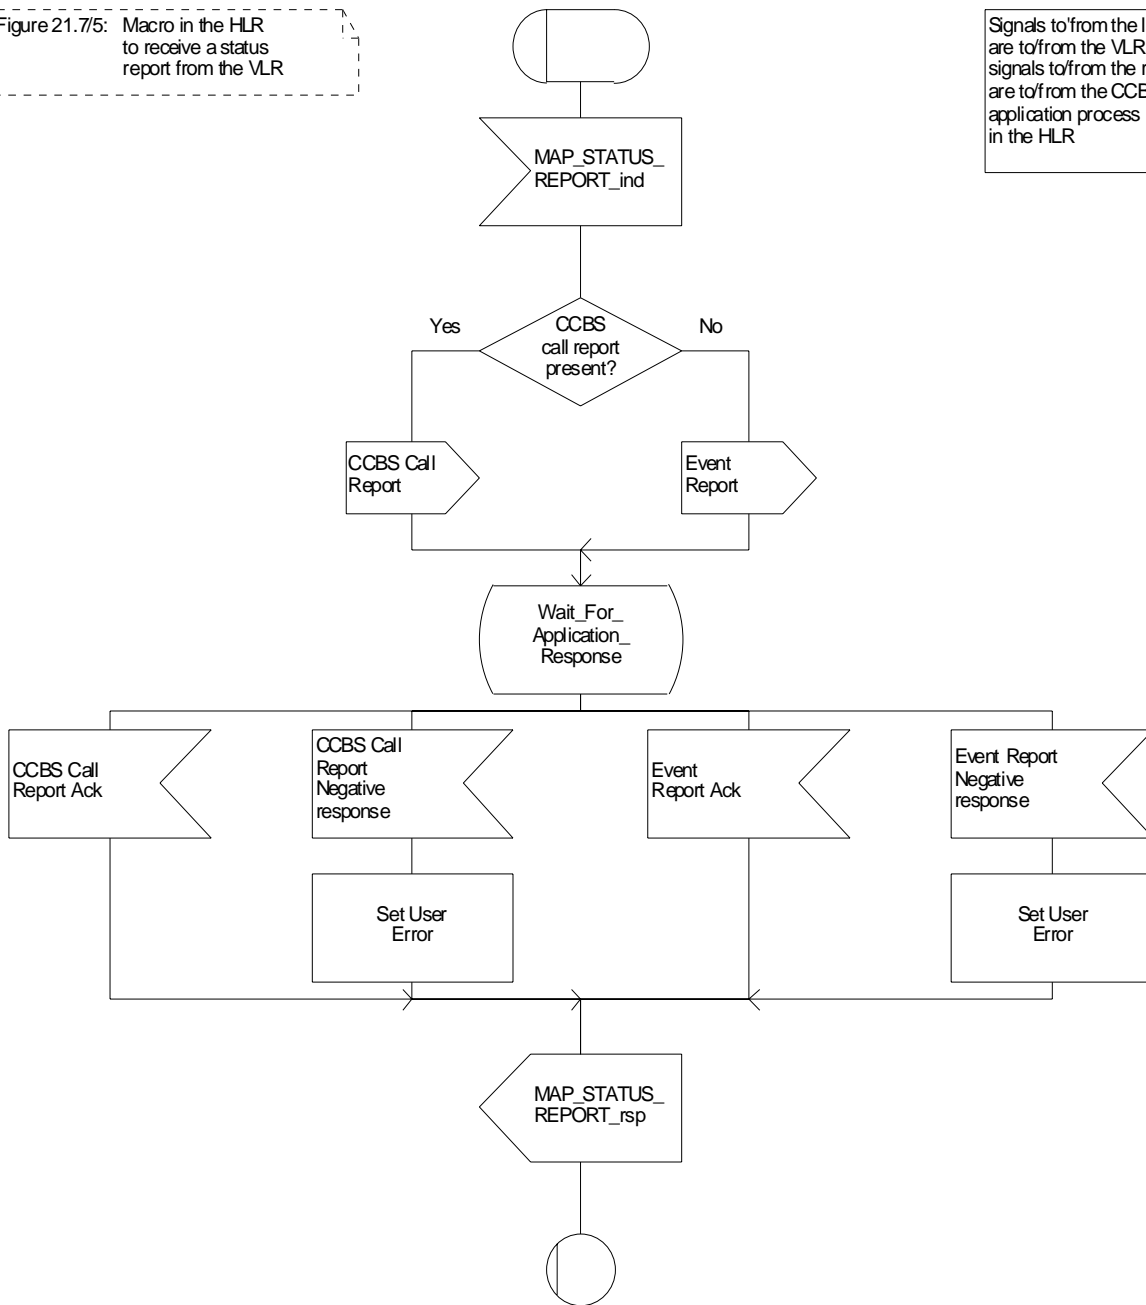 Figure 21.7/5: Macro in the HLR
to receive a status
report from the VLR
Signals to'from the l
are to/from the VLR
signals to/from the r
are to/from the CCB
application process
in the HLR
MAP_STATUS_
REPORT_ind
Yes
CCBS
call report
present?
No
CCBS Call
Report
Event
Report
Wait_For_
Application_
Response
CCBS Call
Report Ack
CCBS Call
Report
Negative
response
Event
Report Ack
Event Report
Negative
response
Set User
Error
Set User
Error
MAP_STATUS_
REPORT_rsp